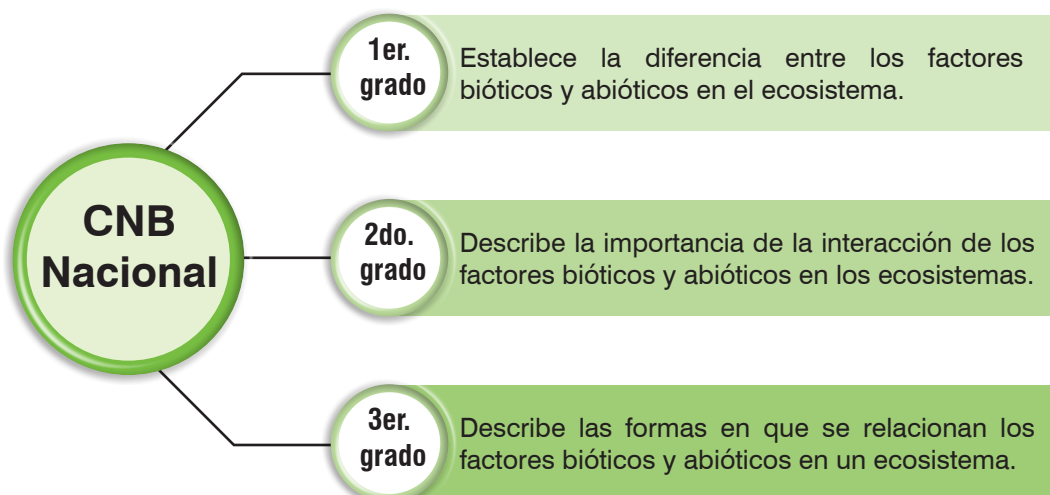 CNB
Nacional
1er.
grado
Establece la diferencia entre los factores
bióticos y abióticos en el ecosistema.
2do.
grado
Describe la importancia de la interacción de los
factores bióticos y abióticos en los ecosistemas.
3er.
grado
Describe las formas en que se relacionan los
factores bióticos y abióticos en un ecosistema.